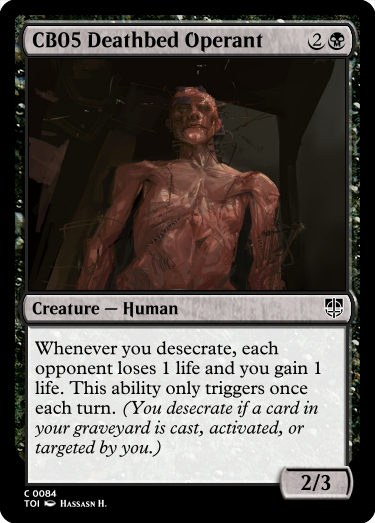 CB05 Deathbed Operant 2
Creature — Human
Whenever you desecrate, each
opponent loses 1 life and you gain 1
life. This ability only triggers once
each turn. (You desecrate if a card in
your graveyard is cast, activated, or
targeted by you.)
2/3
C 0084
TOI HASSASN H.